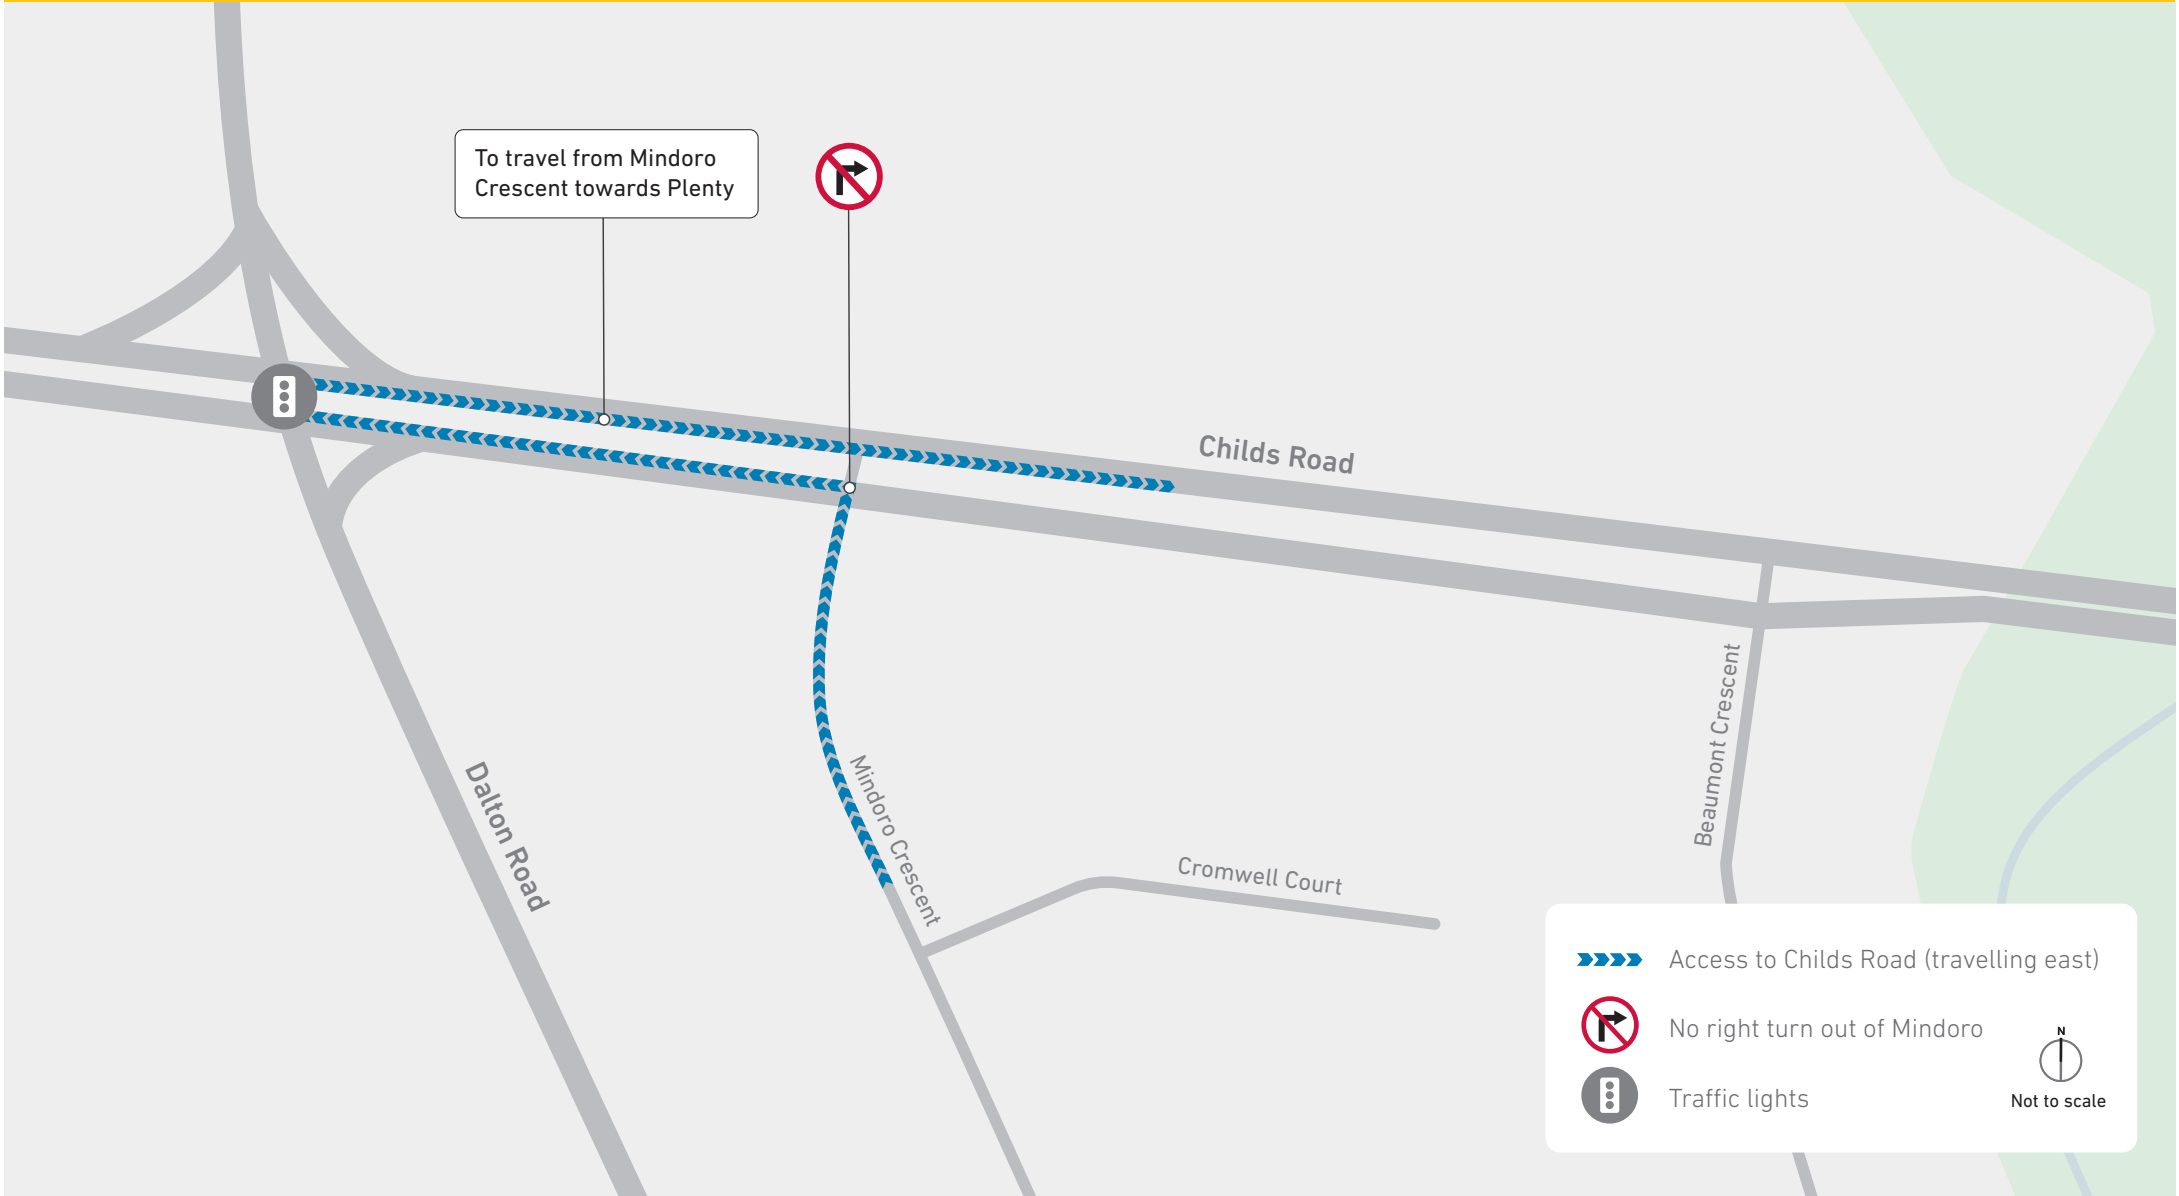 To travel from Mindoro
Crescent towards Plenty
Childs Road
Dalton Road
Mindoro Crescent
Cromwell Court
Beaumont Crescent
Access to Childs Road (travelling east)
No right turn out of Mindoro
Traffic lights
N
Not to scale